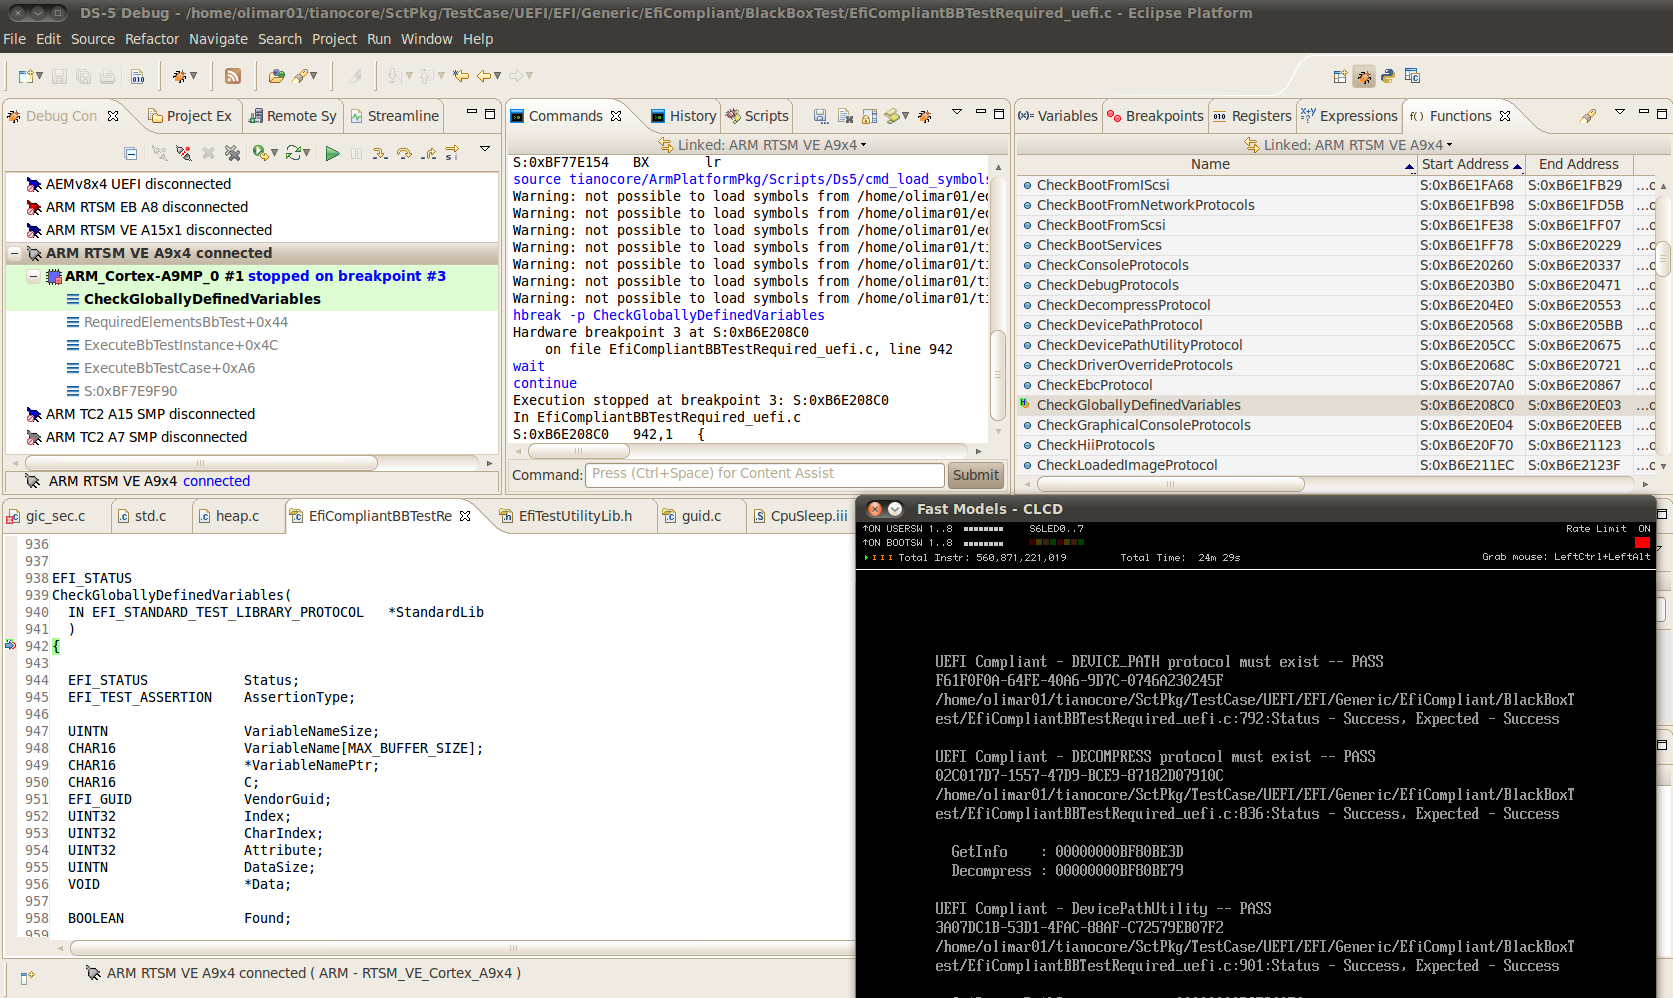 DS-5 Debug - /home/olimar01/tianocore/SctPkg/TestCase/UEFI/EFI/Generic/EfiCompliant/BlackBoxTest/EfiCompliantBBTestRequired_uefi.c - Eclipse Platform
File Edit Source Refactor Navigate Search Project Run Window Help
Debug Con Project Ex Remote Sy Streamline
AEMv8x4 UEFI disconnected
ARM RTSM EB A8 disconnected
ARM RTSM VE A15x1 disconnected
ARM RTSM VE A9x4 connected
ARM_Cortex-A9MP_0 #1 stopped on breakpoint #3
CheckGloballyDefinedVariables
RequiredElementsBbTest+0x44
ExecuteBbTestInstance+0x4C
ExecuteBbTestCase+0xA6
S:0xBF7E9F90
ARM TC2 A15 SMP disconnected
ARM TC2 A7 SMP disconnected
ARM RTSM VE A9x4 connected
Commands History Scripts
Linked: ARM RTSM VE A9x4
S:0xBF77E154 BX lr
source tianocore/ArmPlatformPkg/Scripts/Ds5/cmd_load_symbols
Warning: not possible to load symbols from /home/olimar01/ed
Warning: not possible to load symbols from /home/olimar01/ed
Warning: not possible to load symbols from /home/olimar01/ed
Warning: not possible to load symbols from /home/olimar01/ti
Warning: not possible to load symbols from /home/olimar01/ti
Warning: not possible to load symbols from /home/olimar01/ti
Warning: not possible to load symbols from /home/olimar01/ti
hbreak -p CheckGloballyDefinedVariables
Hardware breakpoint 3 at S:0xB6E208C0
on file EfiCompliantBBTestRequired_uefi.c, line 942
wait
continue
Execution stopped at breakpoint 3: S:0xB6E208C0
In EfiCompliantBBTestRequired_uefi.c
S:0xB6E208C0 942,1 {
Command: Press (Ctrl+Space) for Content Assist Submit
(x)= Variables Breakpoints 010 Registers Expressions f() Functions
Linked: ARM RTSM VE A9x4
Name Start Address End Address
CheckBootFromIScsi S:0xB6E1FA68 S:0xB6E1FB29 ...o
CheckBootFromNetworkProtocols S:0xB6E1FB98 S:0xB6E1FD5B ...o
CheckBootFromScsi S:0xB6E1FE38 S:0xB6E1FF07 ...o
CheckBootServices S:0xB6E1FF78 S:0xB6E20229 ...o
CheckConsoleProtocols S:0xB6E20260 S:0xB6E20337 ...o
CheckDebugProtocols S:0xB6E203B0 S:0xB6E20471 ...o
CheckDecompressProtocol S:0xB6E204E0 S:0xB6E20553 ...o
CheckDevicePathProtocol S:0xB6E20568 S:0xB6E205BB ...o
CheckDevicePathUtilityProtocol S:0xB6E205CC S:0xB6E20675 ...o
CheckDriverOverrideProtocols S:0xB6E2068C S:0xB6E20721 ...o
CheckEbcProtocol S:0xB6E207A0 S:0xB6E20867 ...o
CheckGloballyDefinedVariables S:0xB6E208C0 S:0xB6E20E03 ...o
CheckGraphicalConsoleProtocols S:0xB6E20E04 S:0xB6E20EEB ...o
CheckHiiProtocols S:0xB6E20F70 S:0xB6E21123 ...o
CheckLoadedImageProtocol S:0xB6E211EC S:0xB6E2123F ...o
gic_sec.c std.c heap.c EfiCompliantBBTestRe EfiTestUtilityLib.h guid.c CpuSleep.iii
936
937
938 EFI_STATUS
939 CheckGloballyDefinedVariables(
940 IN EFI_STANDARD_TEST_LIBRARY_PROTOCOL *StandardLib
941 )
942 {
943
944 EFI_STATUS Status;
945 EFI_TEST_ASSERTION AssertionType;
946
947 UINTN VariableNameSize;
948 CHAR16 VariableName[MAX_BUFFER_SIZE];
949 CHAR16 *VariableNamePtr;
950 CHAR16 C;
951 EFI_GUID VendorGuid;
952 UINT32 Index;
953 UINT32 CharIndex;
954 UINT32 Attribute;
955 UINTN DataSize;
956 VOID *Data;
957
958 BOOLEAN Found;
959
ARM RTSM VE A9x4 connected ( ARM - RTSM_VE_Cortex_A9x4 )
Fast Models - CLCD
↑ON USERSW 1..8 S6LED0..7 Rate Limit ON
↑ON BOOTSW 1..8
Total Instr: 560,871,221,019 Total Time: 24m 29s Grab mouse: LeftCtrl+LeftAlt
UEFI Compliant - DEVICE_PATH protocol must exist -- PASS
F61F0F0A-64FE-40A6-9D7C-0746A230245F
/home/olimar01/tianocore/SctPkg/TestCase/UEFI/EFI/Generic/EfiCompliant/BlackBoxT
est/EfiCompliantBBTestRequired_uefi.c:792:Status - Success, Expected - Success
UEFI Compliant - DECOMPRESS protocol must exist -- PASS
02C017D7-1557-47D9-BCE9-87182D07910C
/home/olimar01/tianocore/SctPkg/TestCase/UEFI/EFI/Generic/EfiCompliant/BlackBoxT
est/EfiCompliantBBTestRequired_uefi.c:836:Status - Success, Expected - Success
GetInfo : 00000000BF80BE3D
Decompress : 00000000BF80BE79
UEFI Compliant - DevicePathUtility -- PASS
3A07DC1B-53D1-4FAC-88AF-C72579EB07F2
/home/olimar01/tianocore/SctPkg/TestCase/UEFI/EFI/Generic/EfiCompliant/BlackBoxT
est/EfiCompliantBBTestRequired_uefi.c:901:Status - Success, Expected - Success